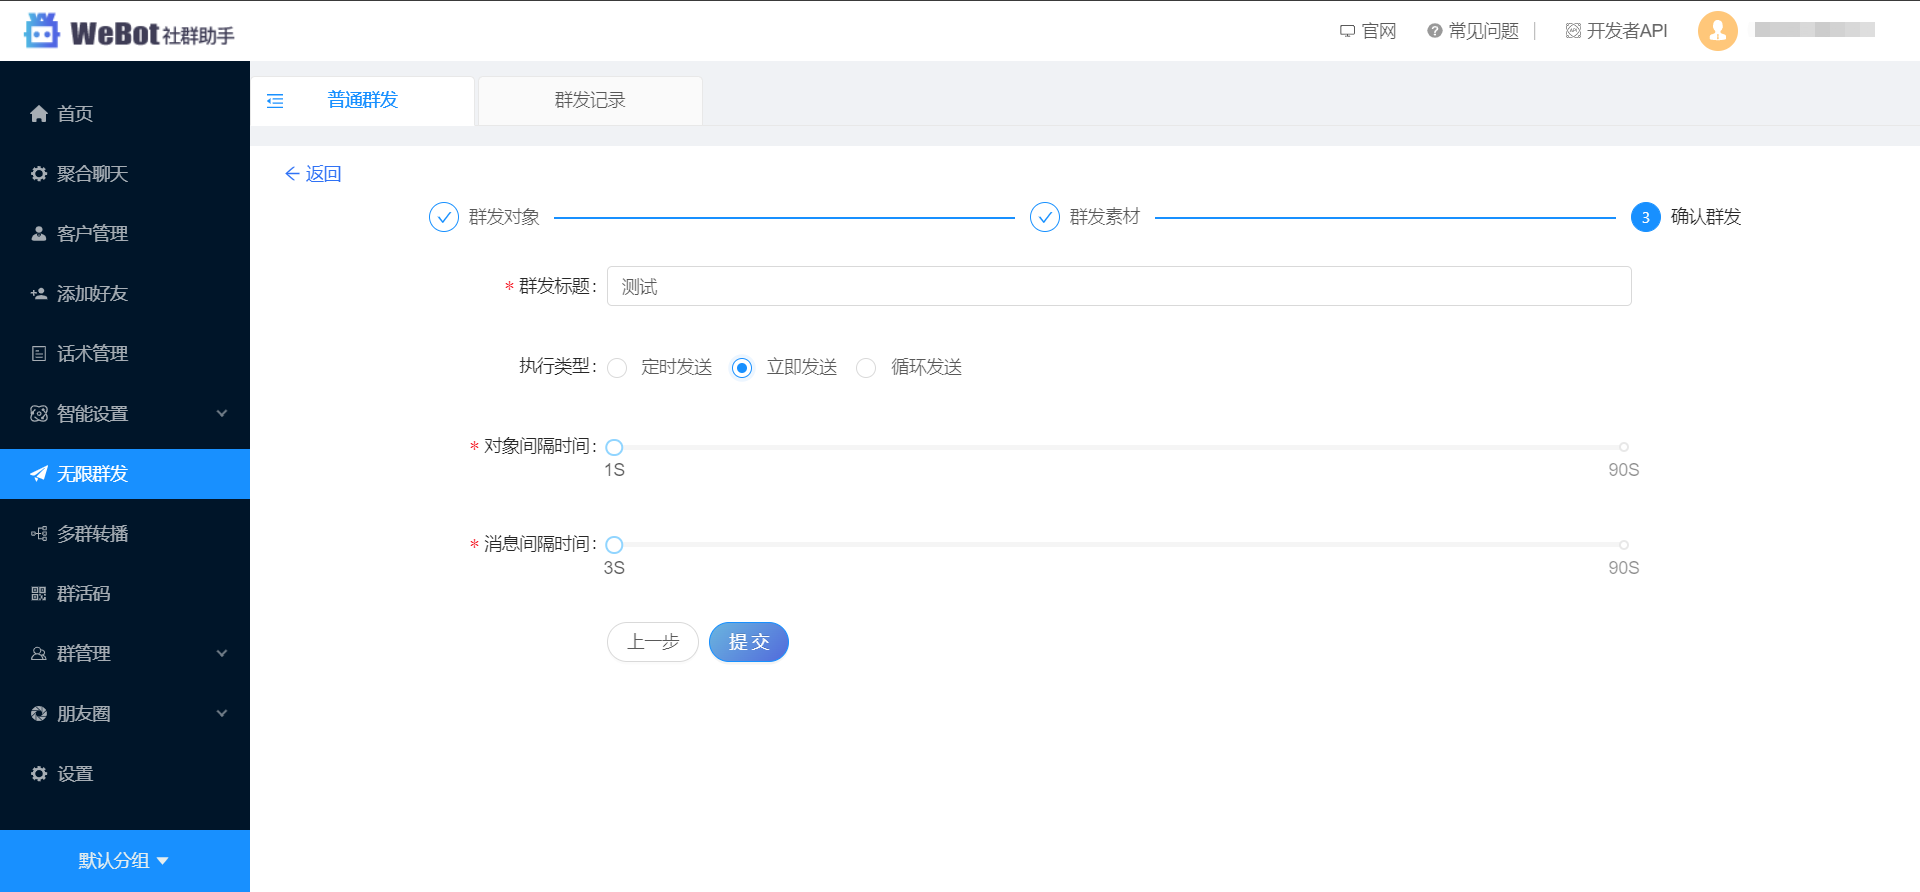 WeBot 社群助手
官网
常见问题
开发者API
首页
聚合聊天
客户管理
添加好友
话术管理
智能设置
无限群发
多群转播
群活码
群管理
朋友圈
设置
默认分组
普通群发
群发记录
返回
群发对象
群发素材
3 确认群发
* 群发标题: 测试
执行类型: 定时发送 立即发送 循环发送
* 对象间隔时间:
1S 90S
* 消息间隔时间:
3S 90S
上一步 提交